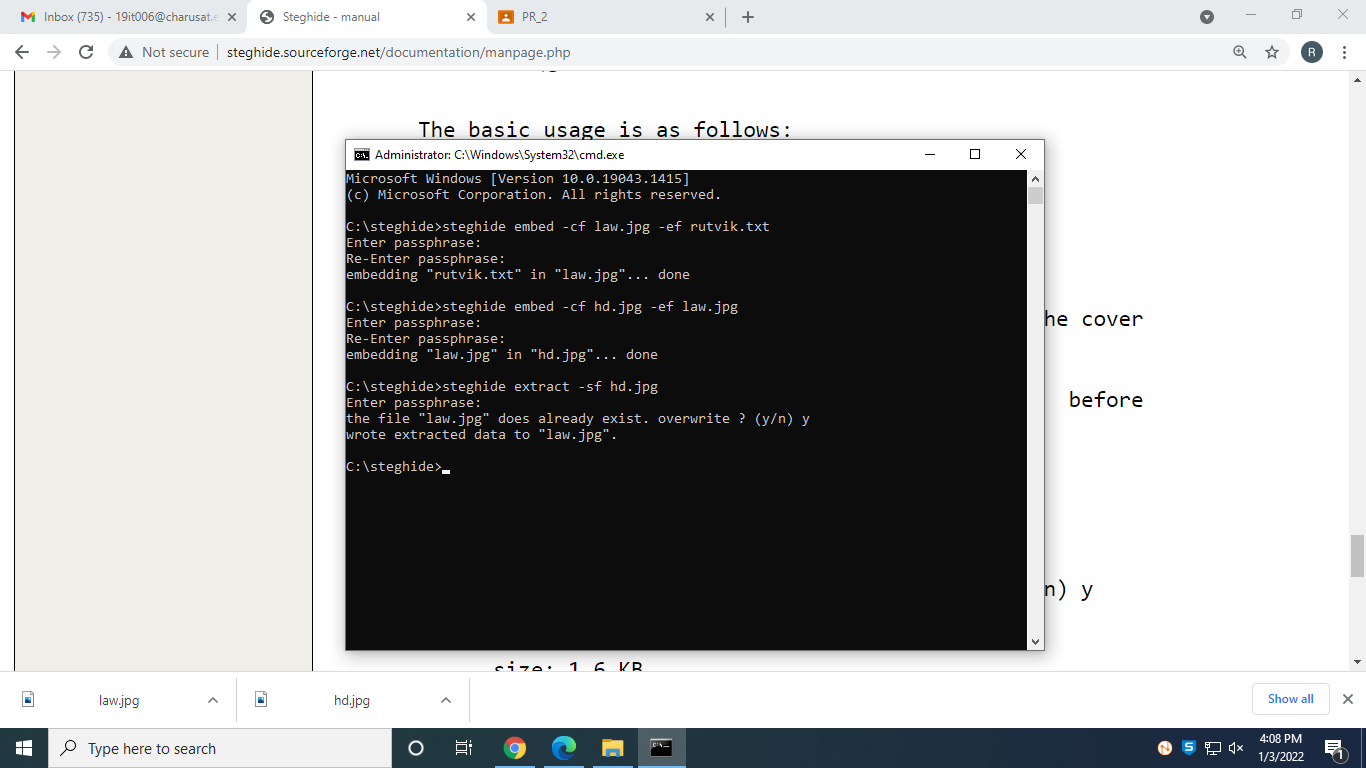 Inbox (735) - 19it006@charusat.e
Steghide - manual
PR_2
Not secure
steghide.sourceforge.net/documentation/manpage.php
R
The basic usage is as follows:
Administrator: C:\Windows\System32\cmd.exe
Microsoft Windows [Version 10.0.19043.1415]
(c) Microsoft Corporation. All rights reserved.
C:\steghide>steghide embed -cf law.jpg -ef rutvik.txt
Enter passphrase:
Re-Enter passphrase:
embedding "rutvik.txt" in "law.jpg"... done
C:\steghide>steghide embed -cf hd.jpg -ef law.jpg
Enter passphrase:
Re-Enter passphrase:
embedding "law.jpg" in "hd.jpg"... done
C:\steghide>steghide extract -sf hd.jpg
Enter passphrase:
the file "law.jpg" does already exist. overwrite ? (y/n) y
wrote extracted data to "law.jpg".
C:\steghide>
he cover
before
n) y
size: 1.6 KB
law.jpg
hd.jpg
Show all
Type here to search
4:08 PM
1/3/2022
1